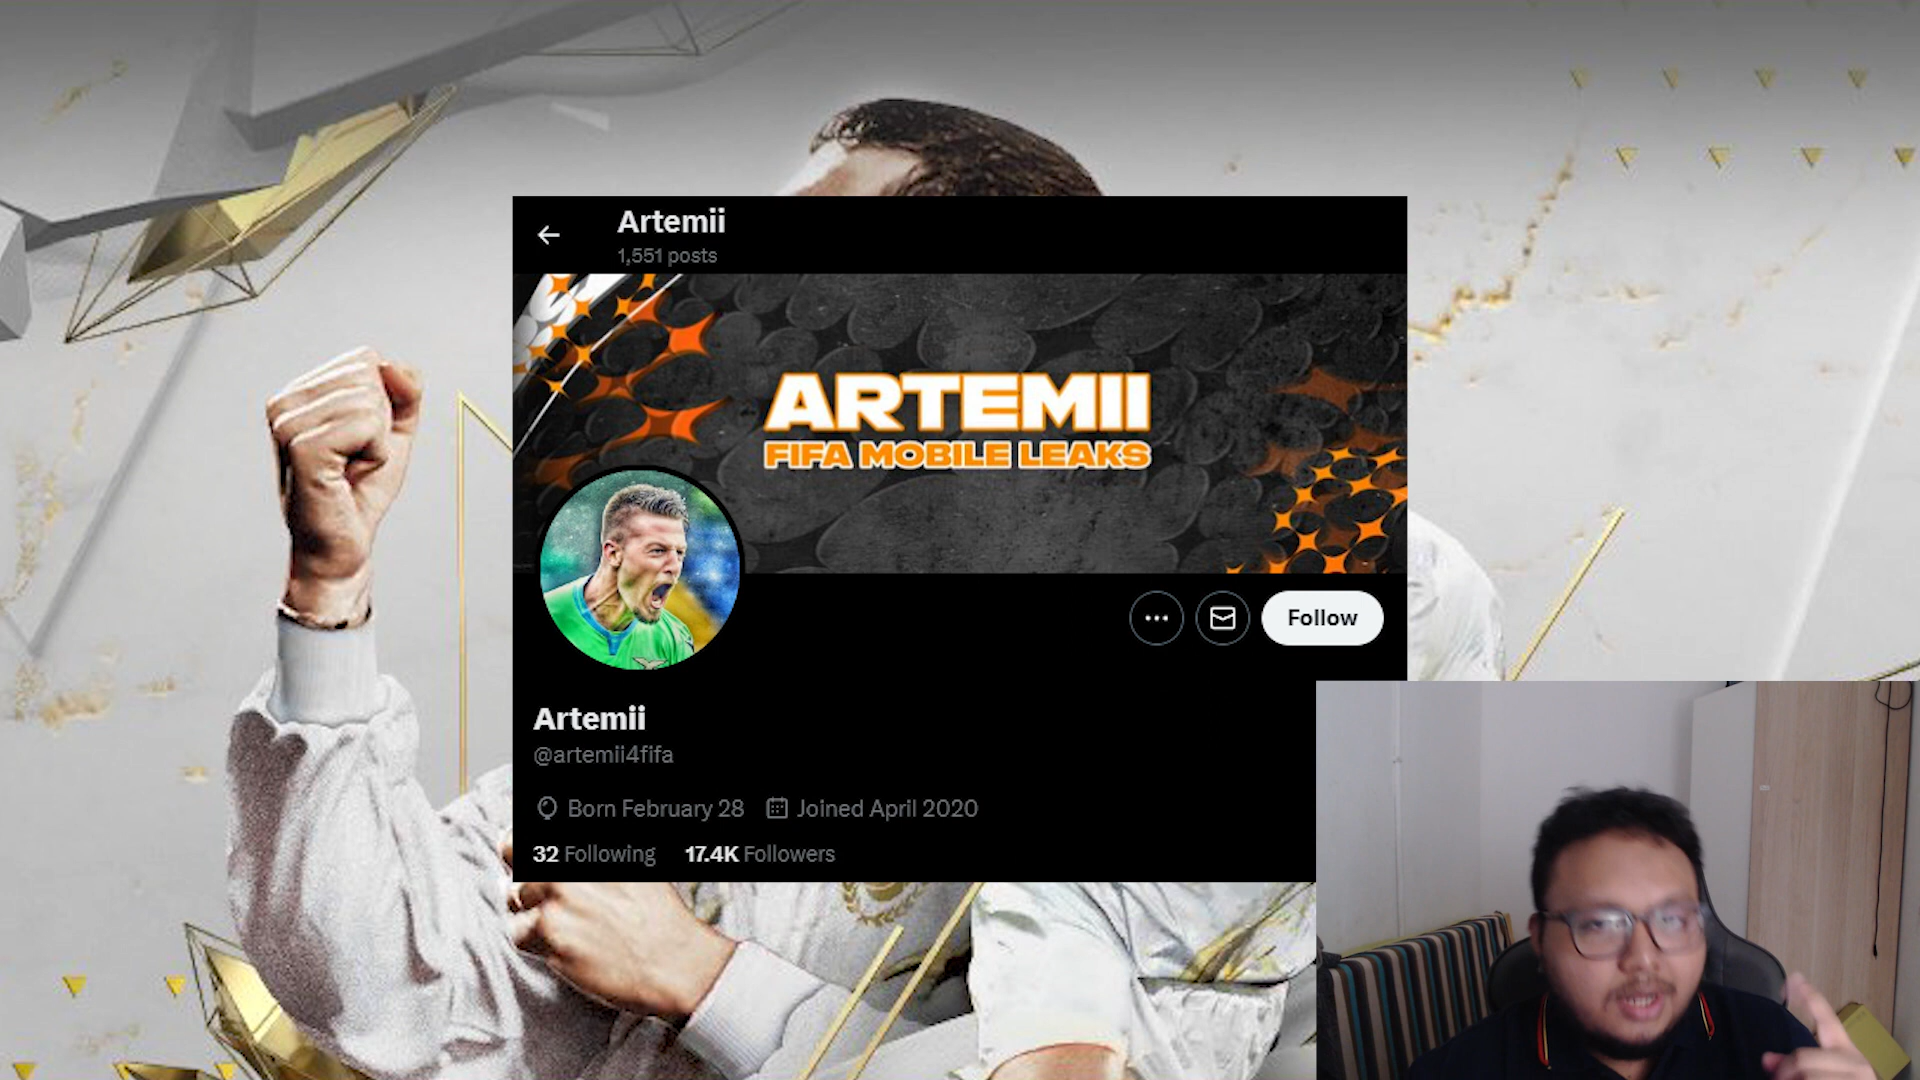 Artemii
1,551 posts
ARTEMII
FIFA MOBILE LEAKS
Follow
Artemii
@artemii4fifa
Born February 28 Joined April 2020
32 Following 17.4K Followers